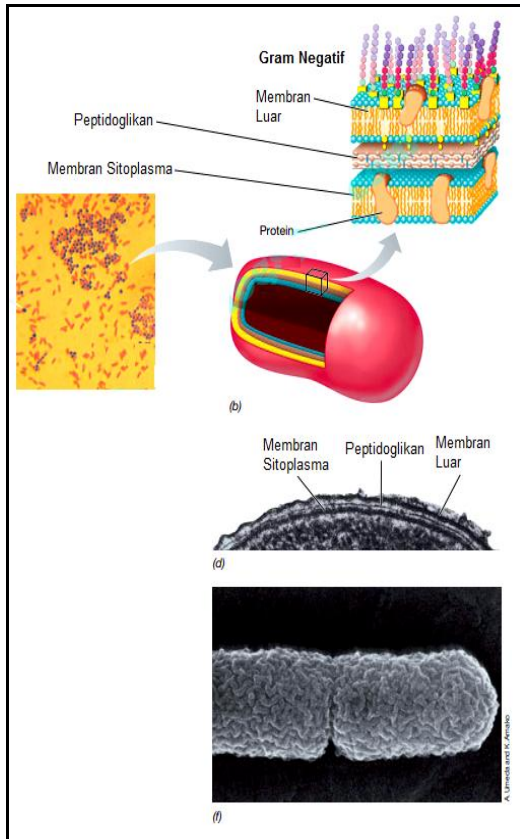 Gram Negatif
Membran
Luar
Peptidoglikan
Membran Sitoplasma
Protein
(b)
Membran
Sitoplasma
Peptidoglikan
Membran
Luar
(d)
A. Umeda and K. Amako
(f)